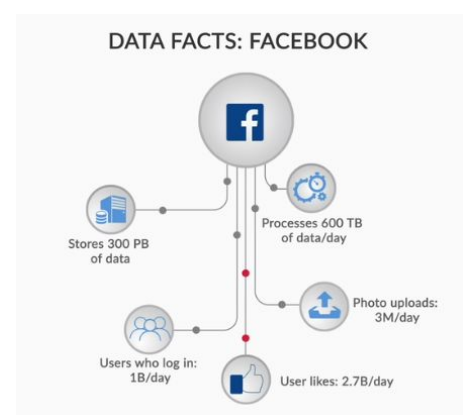 DATA FACTS: FACEBOOK
f
Stores 300 PB
of data
Processes 600 TB
of data/day
Photo uploads:
3M/day
Users who log in:
1B/day
User likes: 2.7B/day